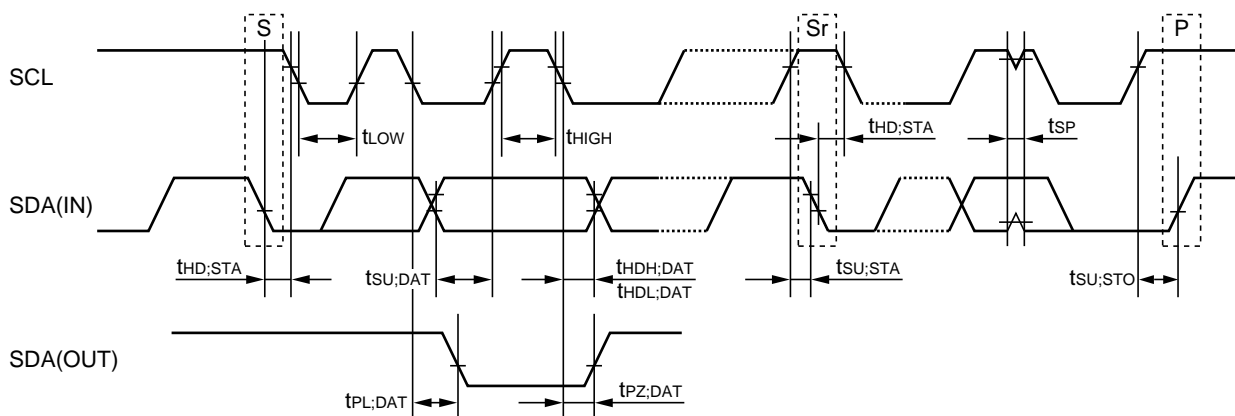 S Sr P
SCL
tLOW tHIGH tHD;STA tSP
SDA(IN)
tHD;STA tSU;DAT tHDH;DAT tSU;STA tSU;STO
tHDL;DAT
SDA(OUT)
tPL;DAT tPZ;DAT